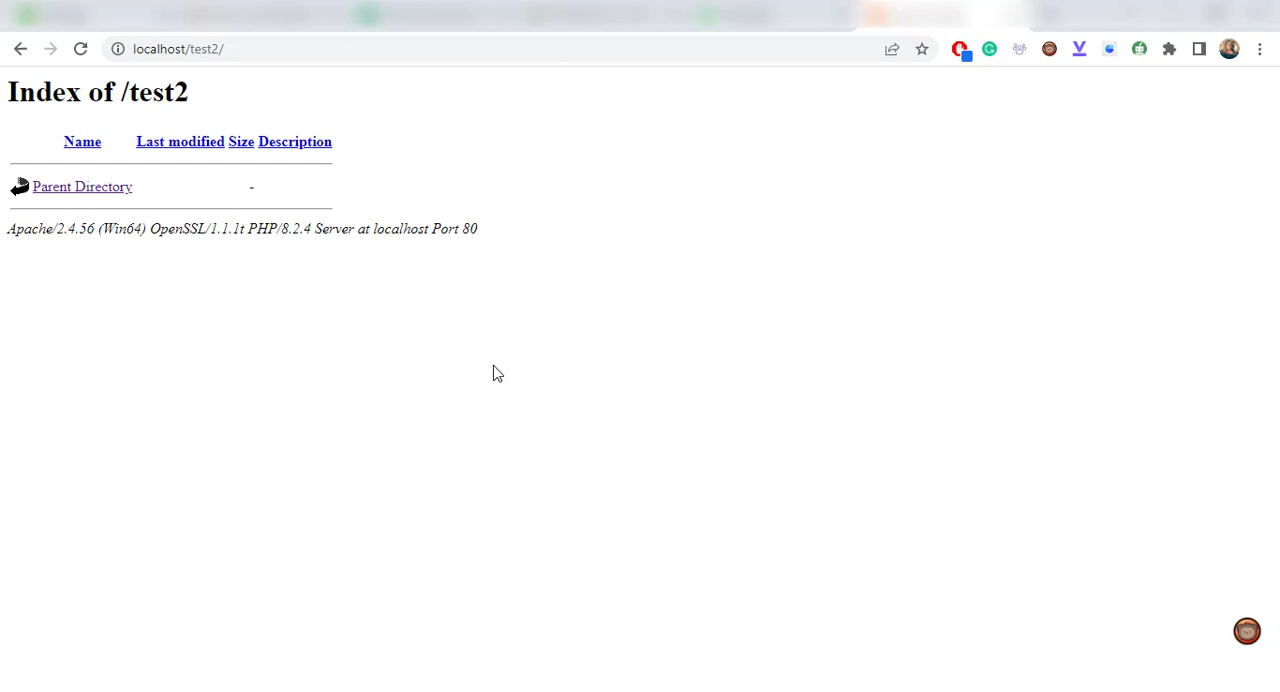 localhost/test2/
Index of /test2
Name Last modified Size Description
Parent Directory -
Apache/2.4.56 (Win64) OpenSSL/1.1.1t PHP/8.2.4 Server at localhost Port 80